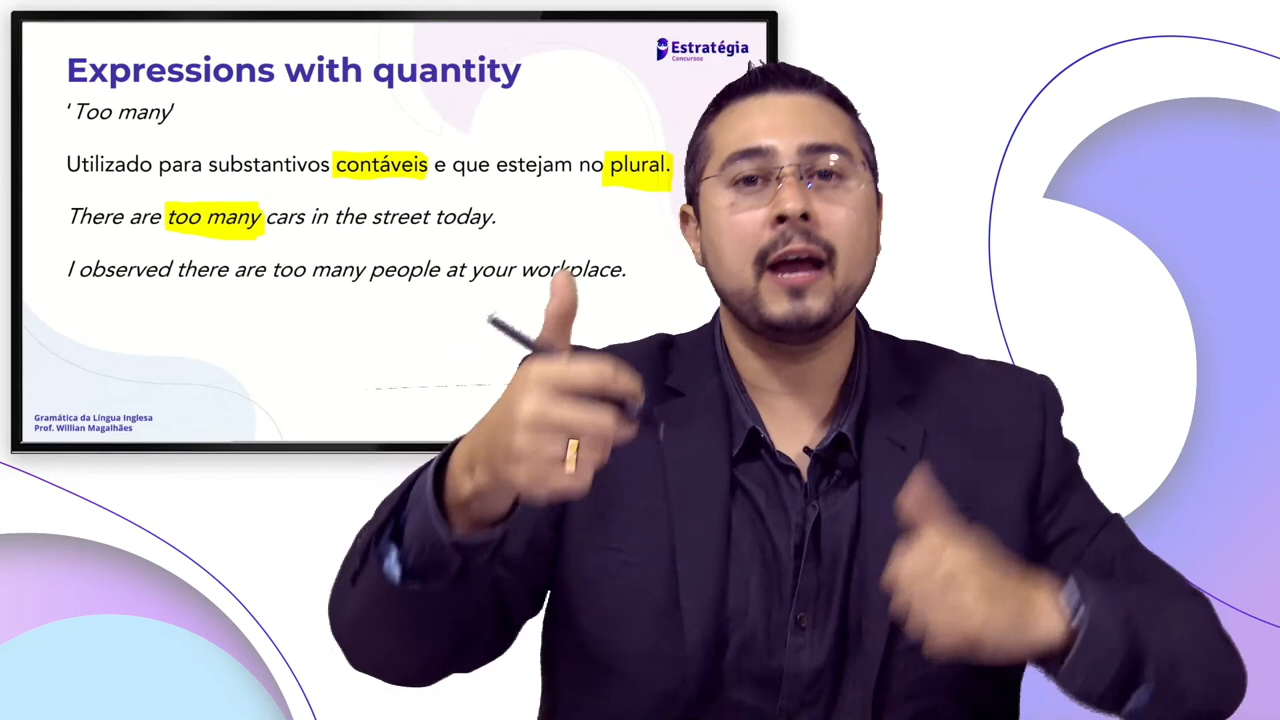 Estratégia
Concursos
Expressions with quantity
'Too many'
Utilizado para substantivos contáveis e que estejam no plural.
There are too many cars in the street today.
I observed there are too many people at your workplace.
Gramática da Língua Inglesa
Prof. Willian Magalhães